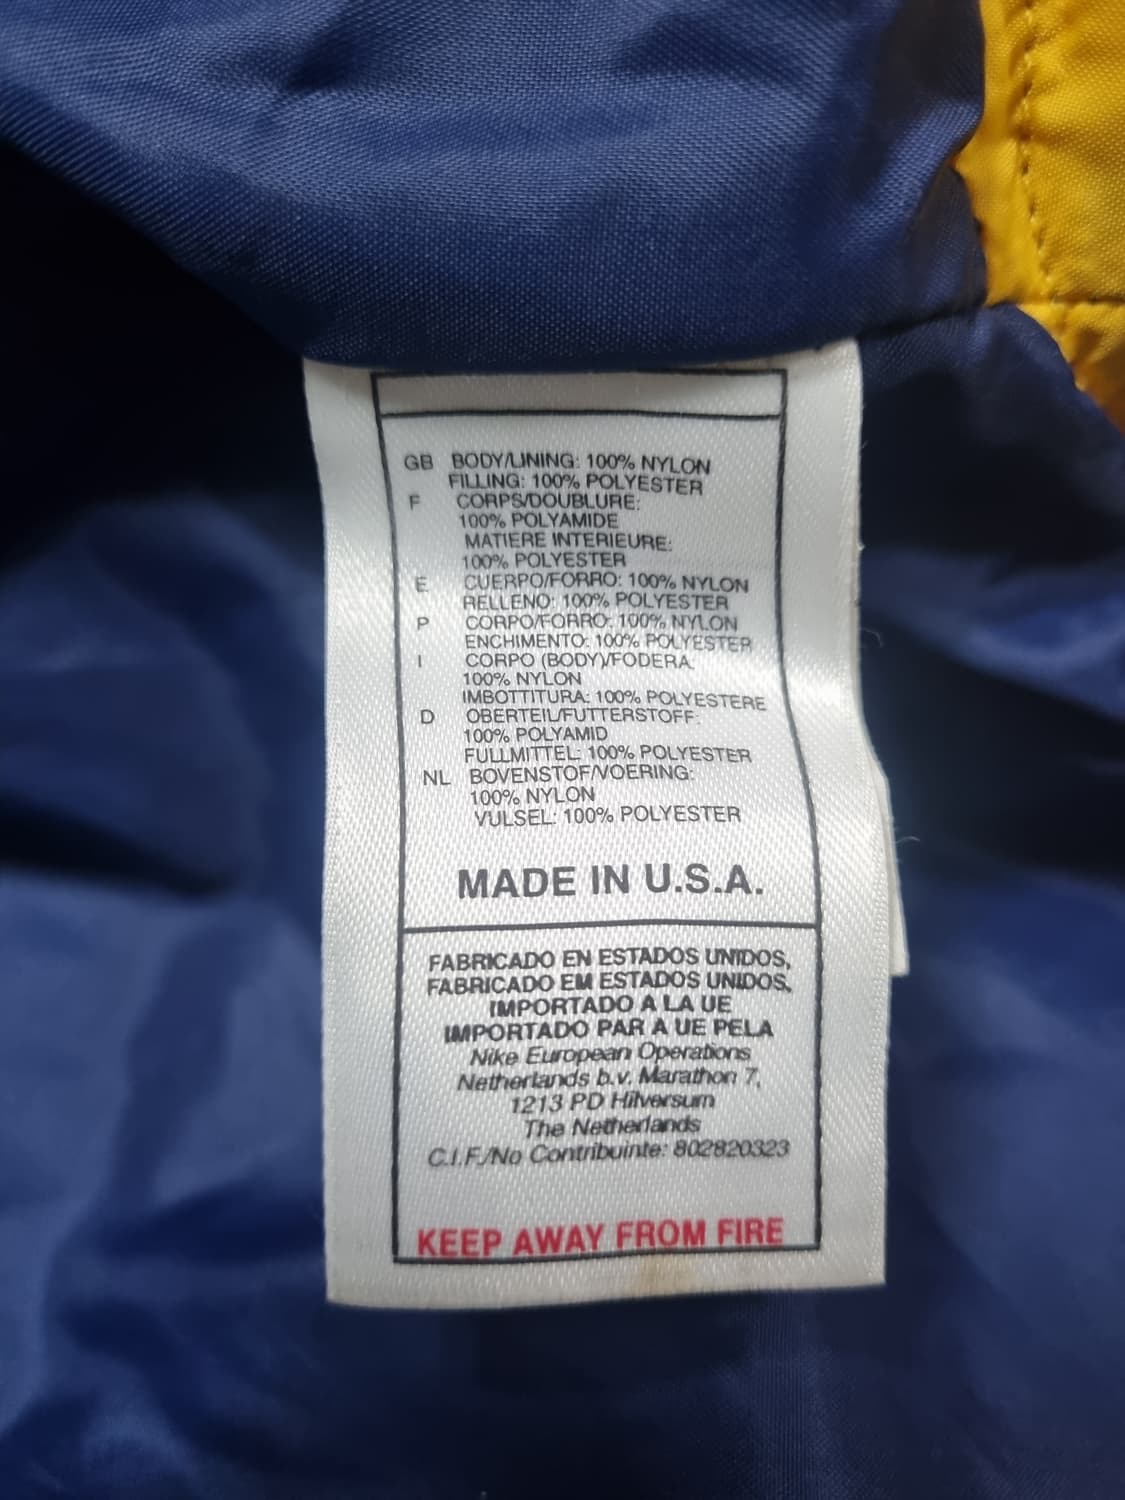 GB BODY/LINING: 100% NYLON
FILLING: 100% POLYESTER
F CORPS/DOUBLURE:
100% POLYAMIDE
MATIERE INTERIEURE:
100% POLYESTER
E CUERPO/FORRO: 100% NYLON
RELLENO: 100% POLYESTER
P CORPO/FORRO: 100% NYLON
ENCHIMENTO: 100% POLYESTER
I CORPO (BODY)/FODERA:
100% NYLON
IMBOTTITURA: 100% POLYESTERE
D OBERTEIL/FUTTERSTOFF:
100% POLYAMID
FULLMITTEL: 100% POLYESTER
NL BOVENSTOF/VOERING:
100% NYLON
VULSEL: 100% POLYESTER
MADE IN U.S.A.
FABRICADO EN ESTADOS UNIDOS,
FABRICADO EM ESTADOS UNIDOS,
IMPORTADO A LA UE
IMPORTADO PAR A UE PELA
Nike European Operations
Netherlands b.v. Marathon 7,
1213 PD Hilversum
The Netherlands
C.I.F./No Contribuinte: 802820323
KEEP AWAY FROM FIRE